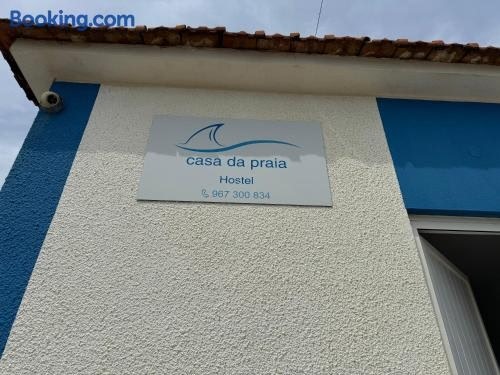 Booking.com
casa da praia
Hostel
967 300 834